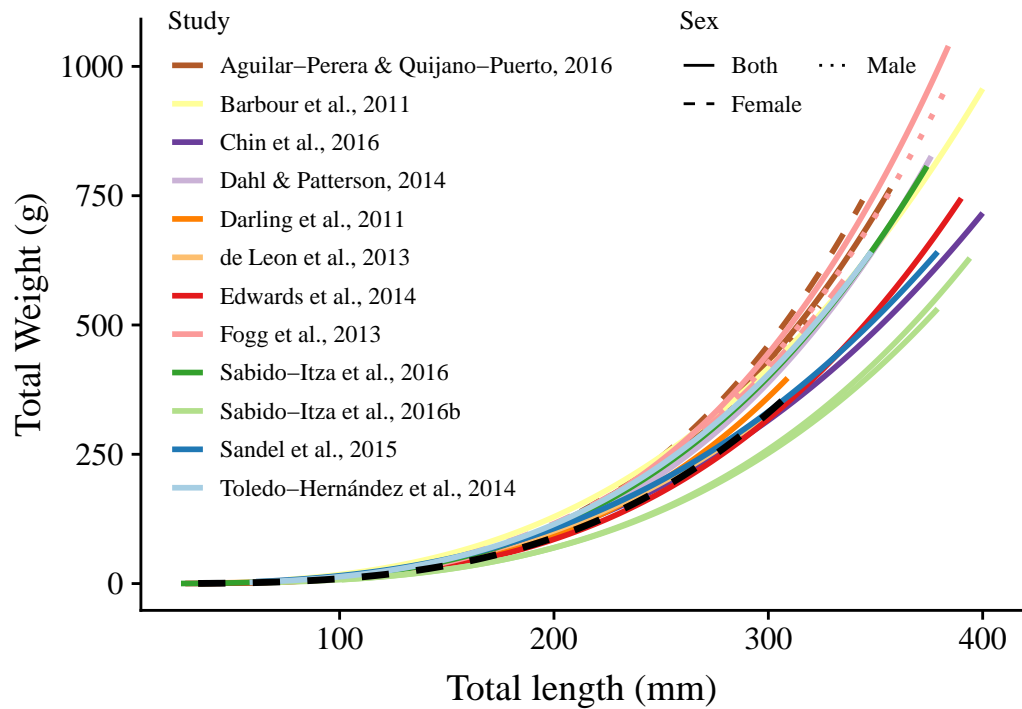 Study
Aguilar−Perera & Quijano−Puerto, 2016
Barbour et al., 2011
Chin et al., 2016
Dahl & Patterson, 2014
Darling et al., 2011
de Leon et al., 2013
Edwards et al., 2014
Fogg et al., 2013
Sabido−Itza et al., 2016
Sabido−Itza et al., 2016b
Sandel et al., 2015
Toledo−Hernández et al., 2014
Sex
Both
Male
Female
Total Weight (g)
1000
750
500
250
0
100
200
300
400
Total length (mm)